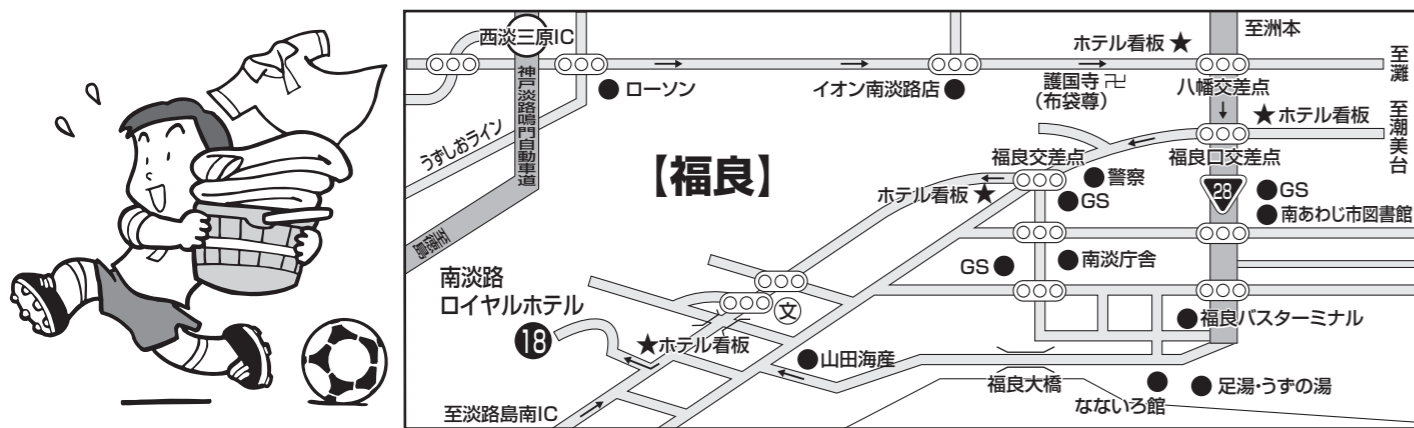 西淡三原IC
至洲本
ホテル看板 ★
至灘
ローソン
イオン南淡路店
護国寺 卍
(布袋尊)
八幡交差点
神戸淡路鳴門自動車道
うずしおライン
★ホテル看板
至潮美台
福良交差点
福良口交差点
【福良】
警察
ホテル看板 ★
GS
28
GS
南あわじ市図書館
至徳島
GS
南淡庁舎
南淡路
ロイヤルホテル
文
18
★ホテル看板
福良バスターミナル
山田海産
福良大橋
足湯・うずの湯
なないろ館
至淡路島南IC